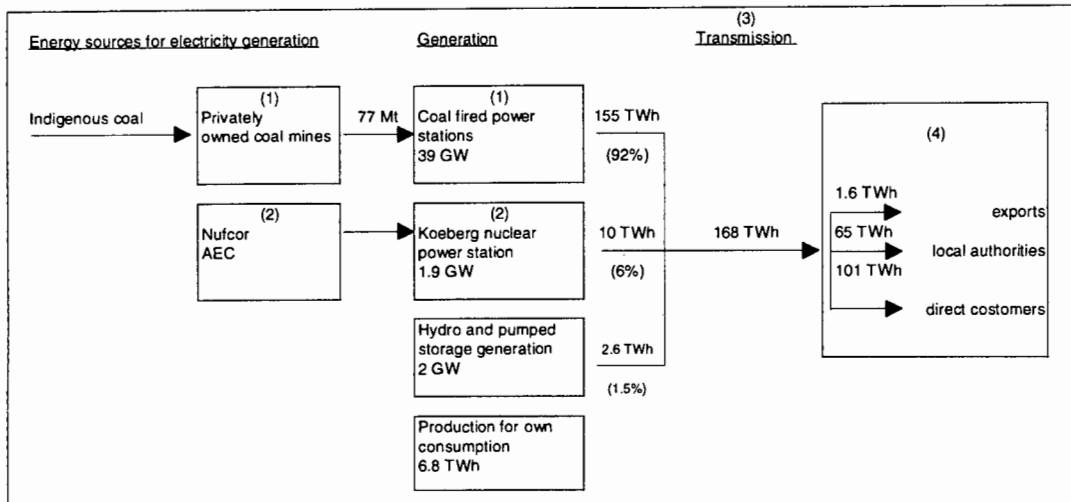 (3)
Energy sources for electricity generation
Generation
Transmission
Indigenous coal
(1)
Privately
owned coal mines
77 Mt
(1)
Coal fired power
stations
39 GW
155 TWh
(92%)
(2)
Nufcor
AEC
(2)
Koeberg nuclear
power station
1.9 GW
10 TWh
(6%)
168 TWh
Hydro and pumped
storage generation
2 GW
2.6 TWh
(1.5%)
Production for own
consumption
6.8 TWh
(4)
1.6 TWh
exports
65 TWh
local authorities
101 TWh
direct costomers